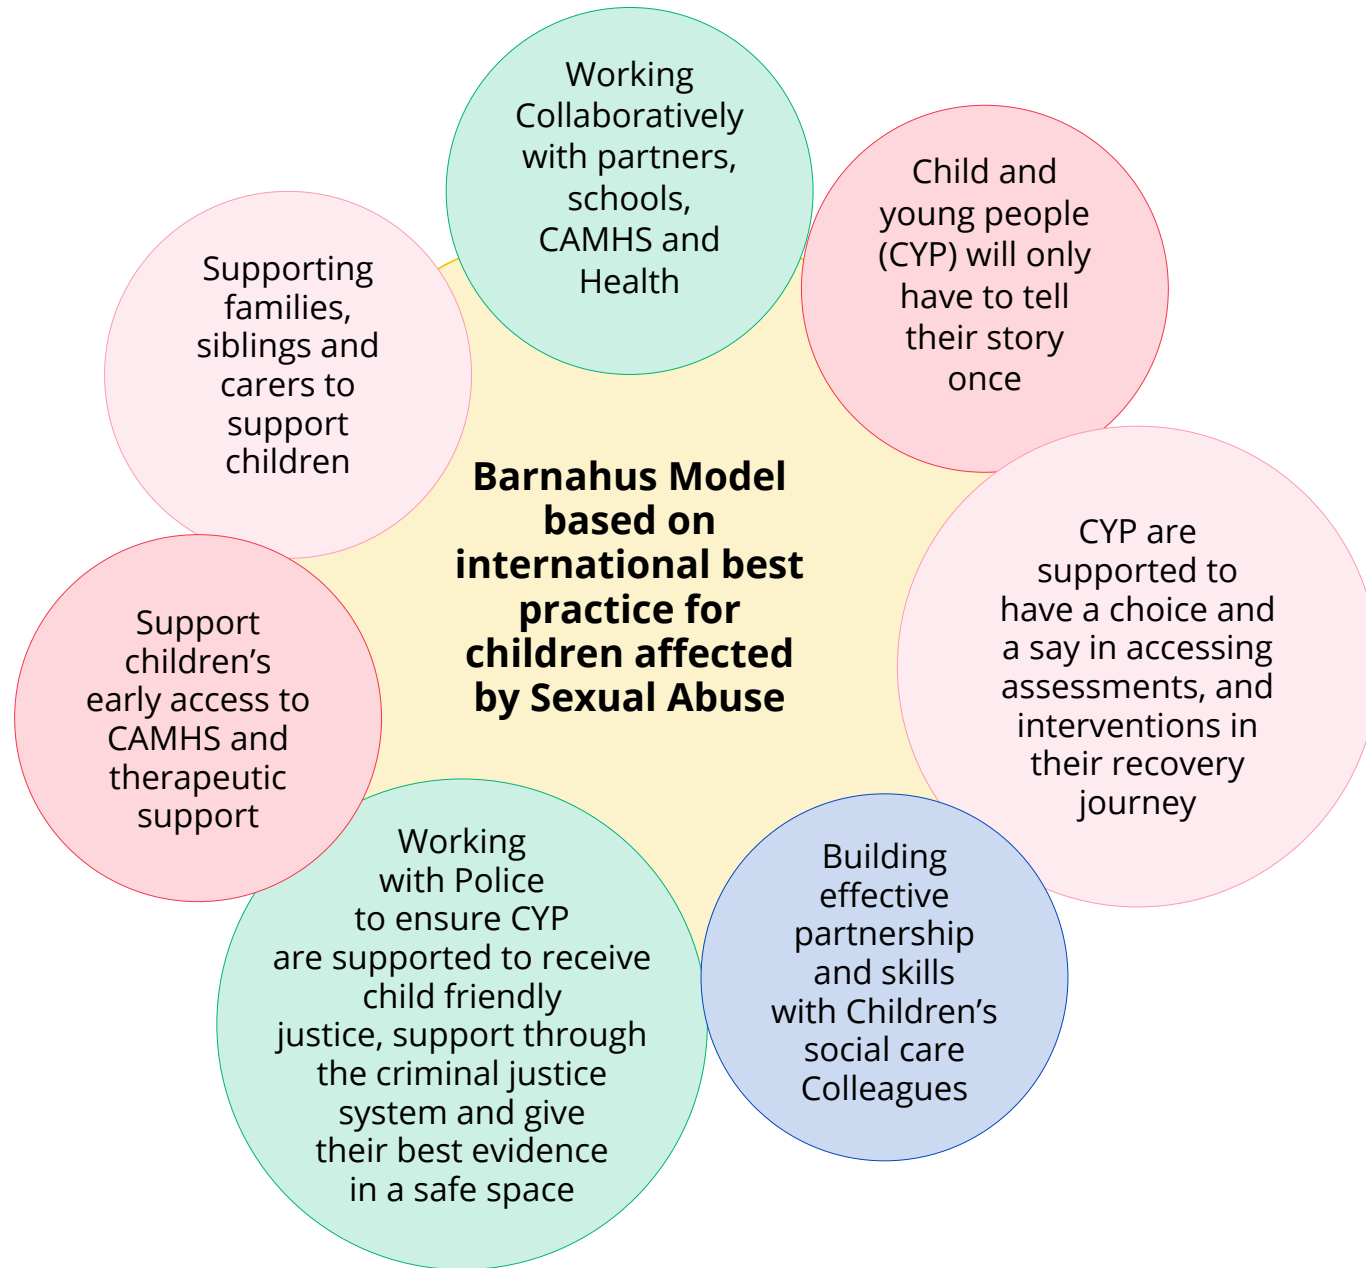 Working
Collaboratively
with partners,
schools,
CAMHS and
Health
Child and
young people
(CYP) will only
have to tell
their story
once
CYP are
supported to
have a choice and
a say in accessing
assessments, and
interventions in
their recovery
journey
Building
effective
partnership
and skills
with Children’s
social care
Colleagues
Working
with Police
to ensure CYP
are supported to receive
child friendly
justice, support through
the criminal justice
system and give
their best evidence
in a safe space
Support
children’s
early access to
CAMHS and
therapeutic
support
Supporting
families,
siblings and
carers to
support
children
Barnahus Model
based on
international best
practice for
children affected
by Sexual Abuse